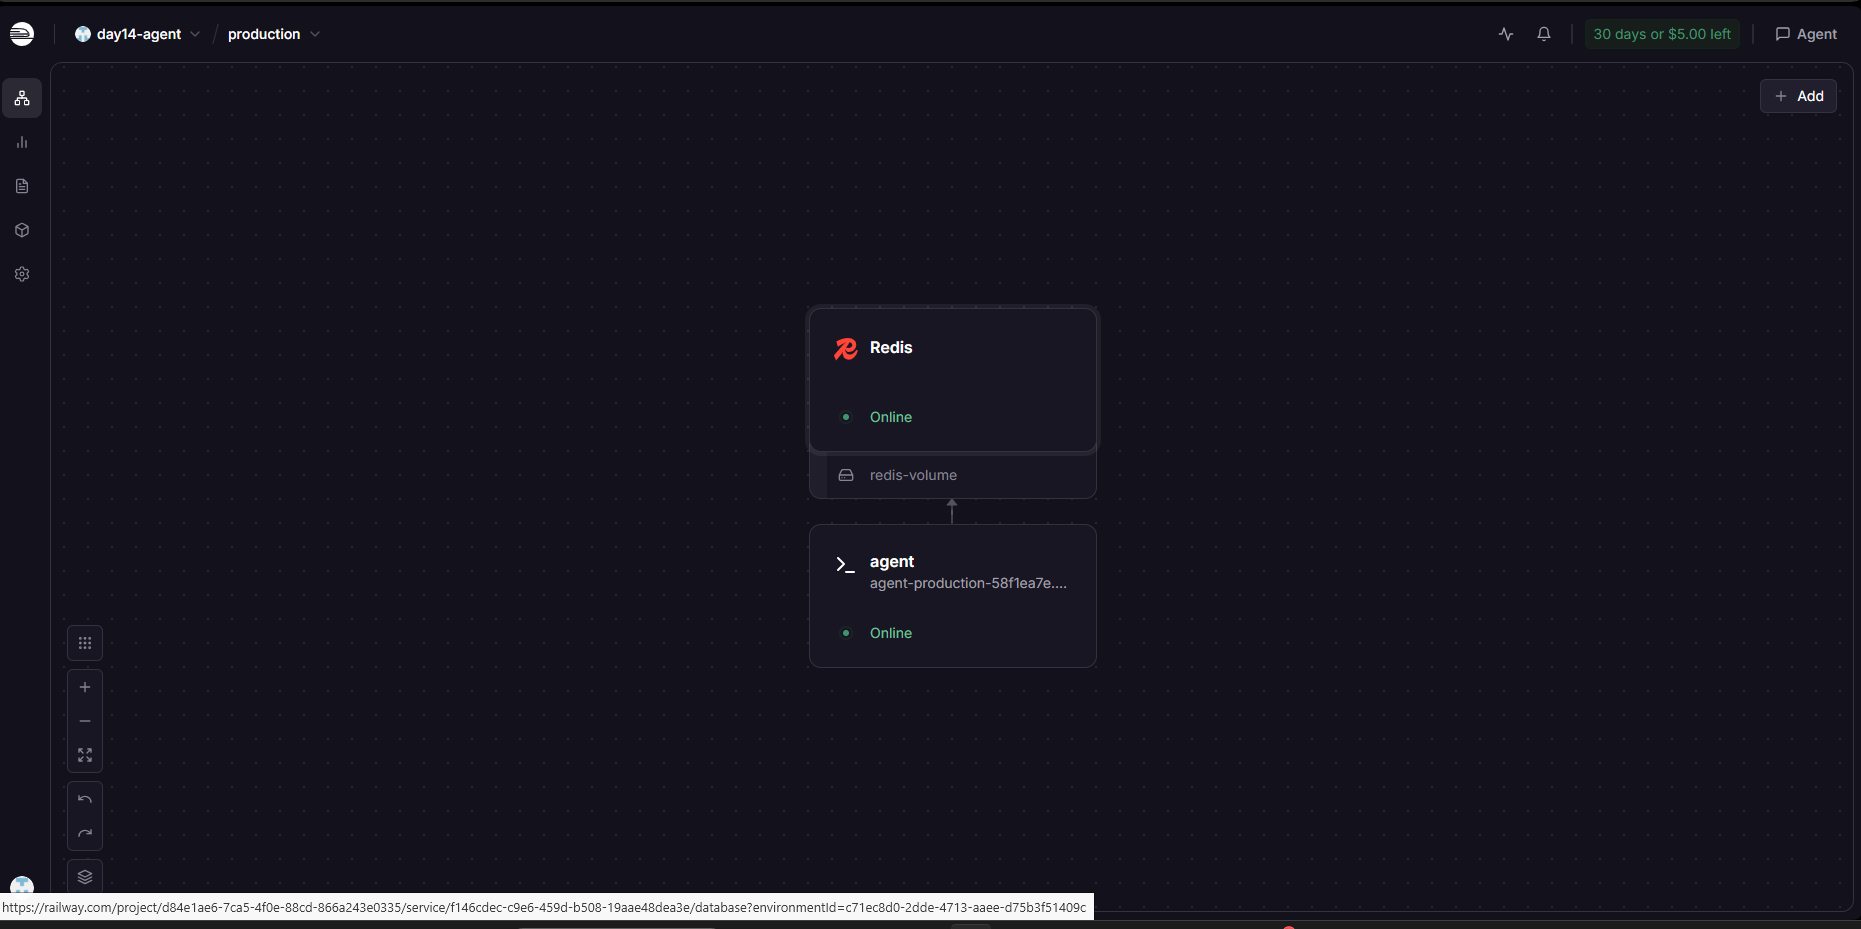 day14-agent / production
30 days or $5.00 left
Agent
+ Add
Redis
Online
redis-volume
agent
agent-production-58f1ea7e....
Online
https://railway.com/project/d84e1ae6-7ca5-4f0e-88cd-866a243e0335/service/f146cdec-c9e6-459d-b508-19aae48dea3e/database?environmentId=c71ec8d0-2dde-4713-aaee-d75b3f51409c